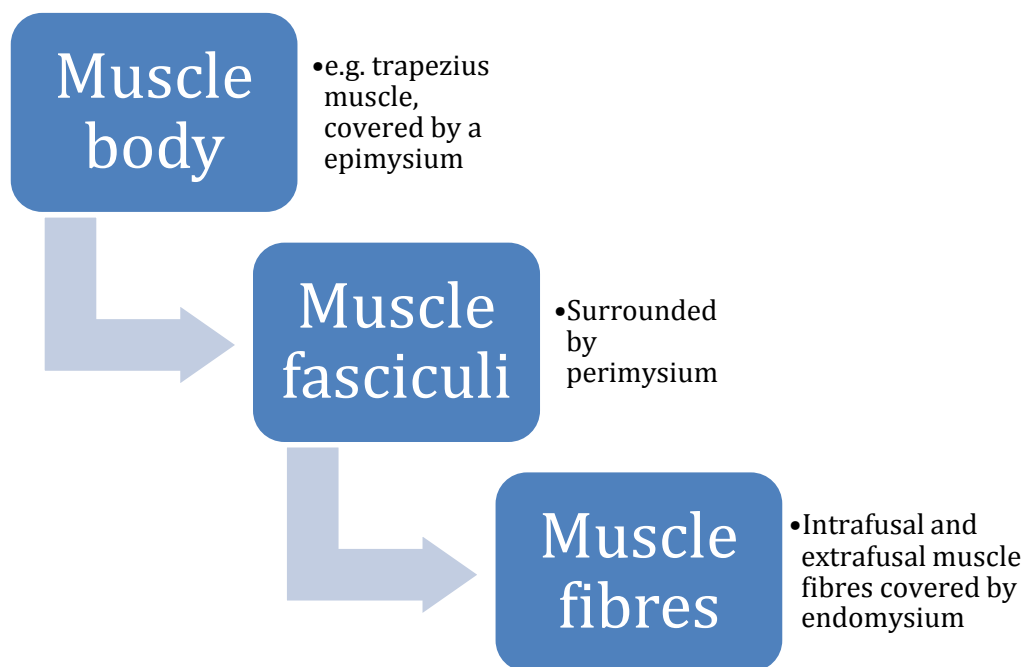 Muscle
body
•e.g. trapezius
muscle,
covered by a
epimysium
Muscle
fasciculi
•Surrounded
by
perimysium
Muscle
fibres
•Intrafusal and
extrafusal muscle
fibres covered by
endomysium